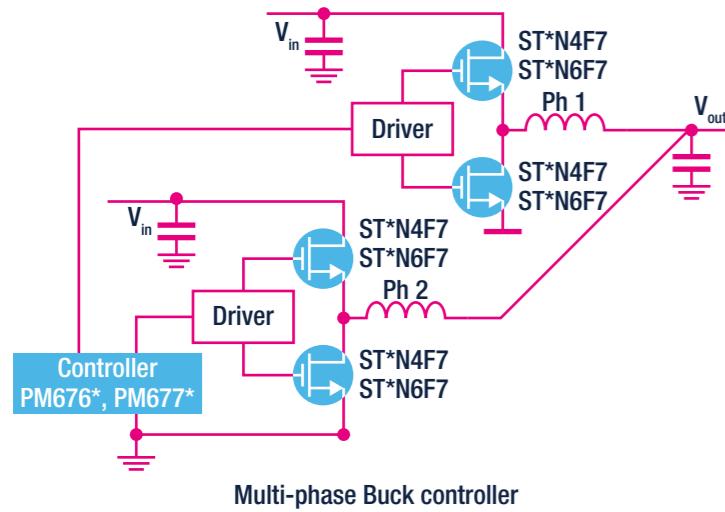 Vin
ST*N4F7
ST*N6F7
Ph 1
Vout
Driver
ST*N4F7
ST*N6F7
Vin
ST*N4F7
ST*N6F7
Ph 2
Driver
ST*N4F7
ST*N6F7
Controller
PM676*, PM677*
Multi-phase Buck controller